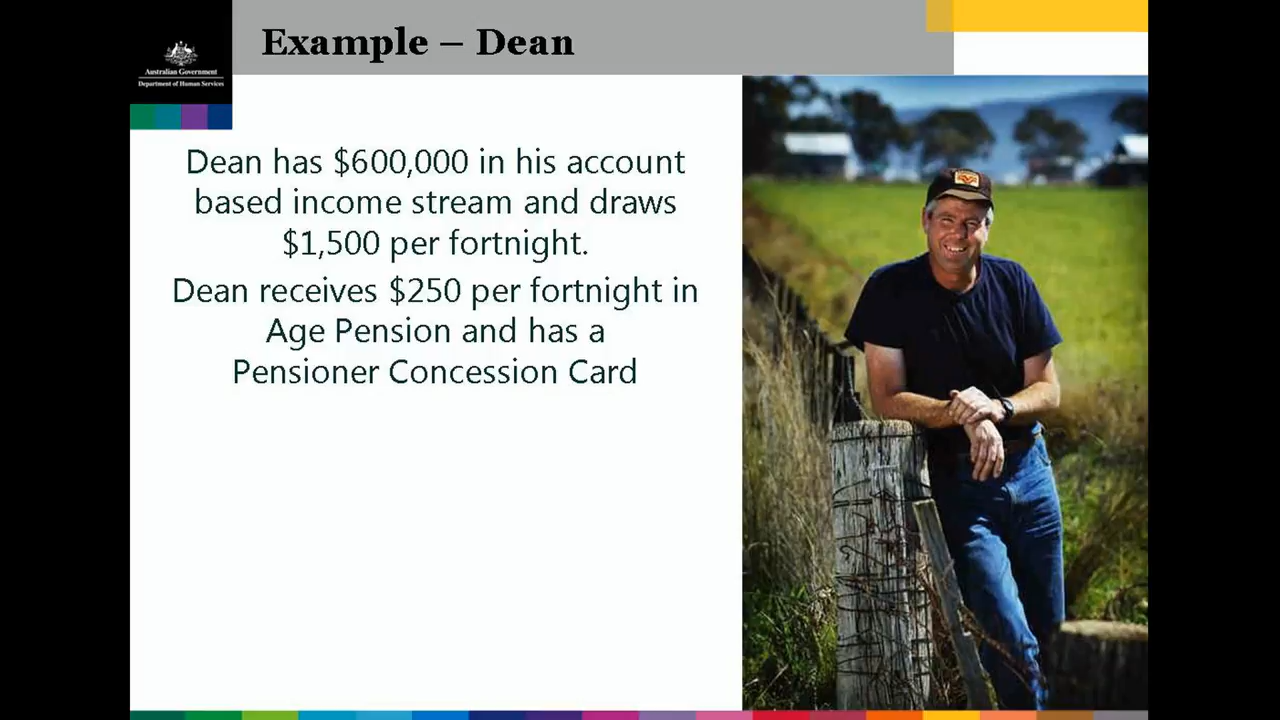 Example – Dean
Australian Government
Department of Human Services
Dean has $600,000 in his account
based income stream and draws
$1,500 per fortnight.
Dean receives $250 per fortnight in
Age Pension and has a
Pensioner Concession Card